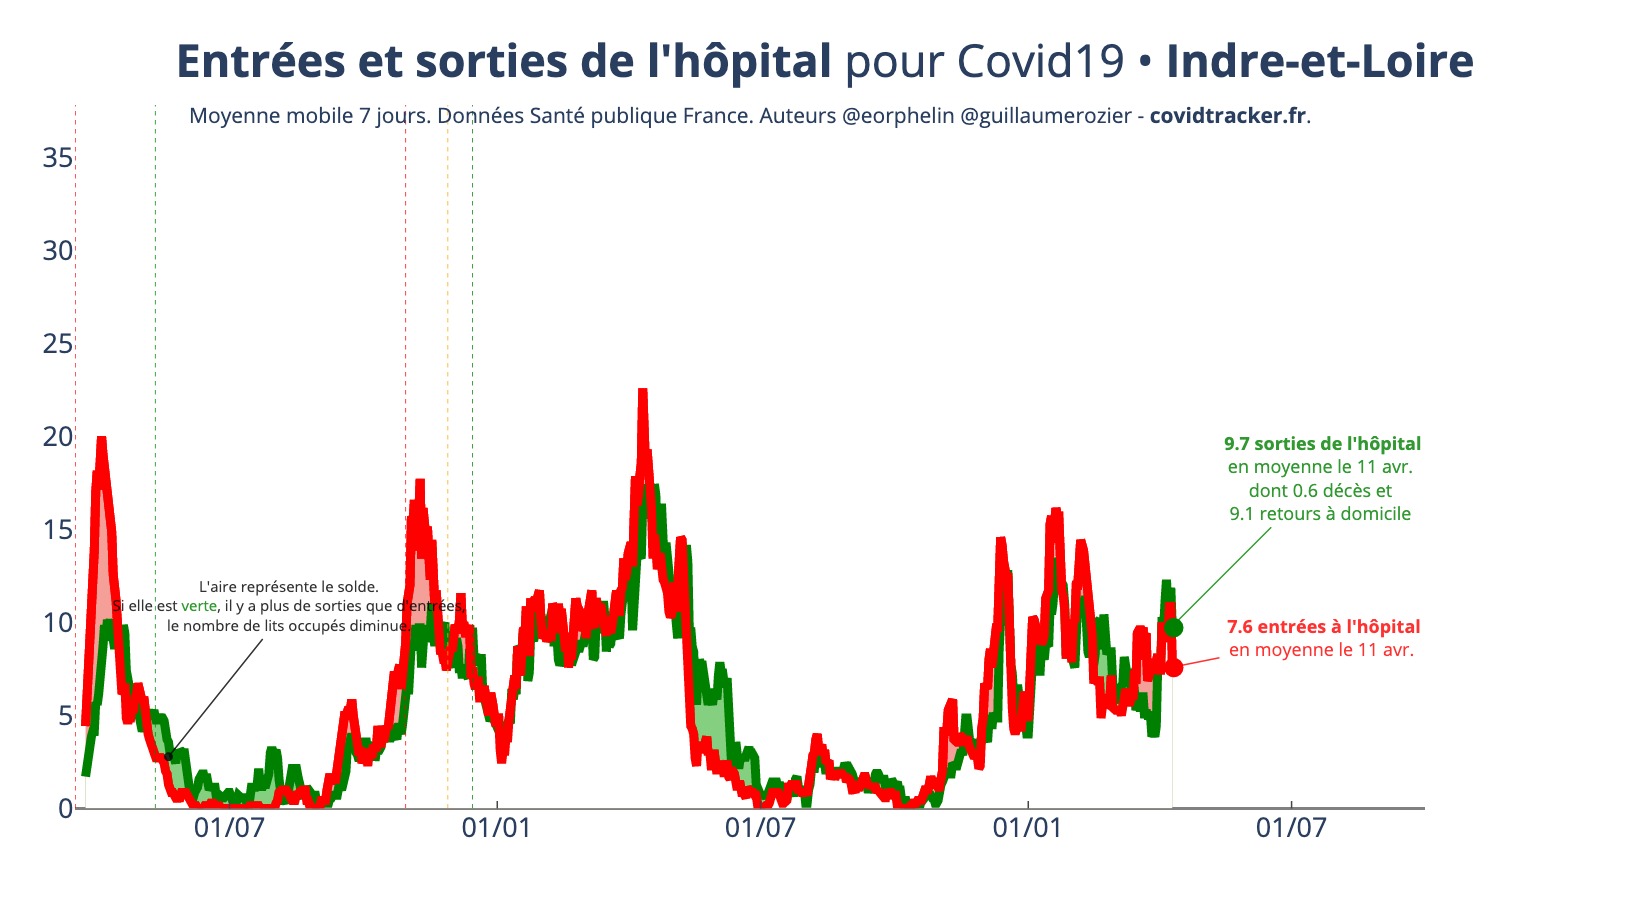 Entrées et sorties de l'hôpital pour Covid19 • Indre-et-Loire
Moyenne mobile 7 jours. Données Santé publique France. Auteurs @eorphelin @guillaumerozier - covidtracker.fr.
35
30
25
20
15
10
5
0
L'aire représente le solde.
Si elle est verte, il y a plus de sorties que d'entrées,
le nombre de lits occupés diminue.
9.7 sorties de l'hôpital
en moyenne le 11 avr.
dont 0.6 décès et
9.1 retours à domicile
7.6 entrées à l'hôpital
en moyenne le 11 avr.
01/07
01/01
01/07
01/01
01/07